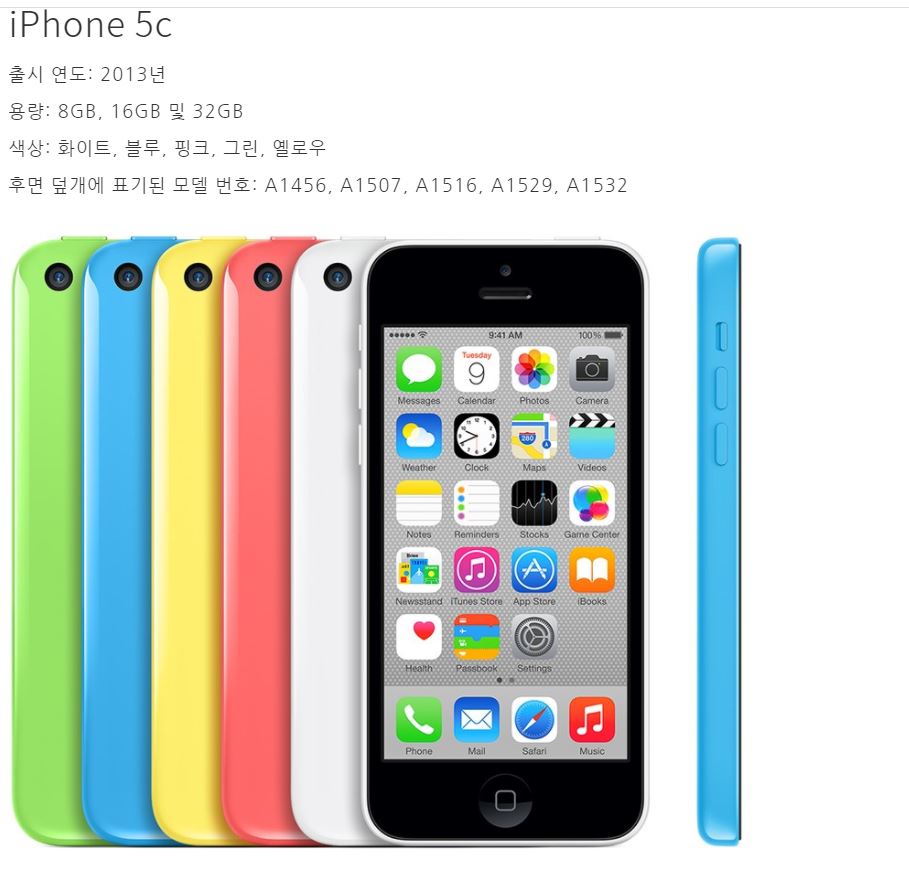 iPhone 5c
출시 연도: 2013년
용량: 8GB, 16GB 및 32GB
색상: 화이트, 블루, 핑크, 그린, 옐로우
후면 덮개에 표기된 모델 번호: A1456, A1507, A1516, A1529, A1532
9:41 AM 100%
Tuesday
9
Messages Calendar Photos Camera
280
Weather Clock Maps Videos
Notes Reminders Stocks Game Center
Newsstand iTunes Store App Store iBooks
Health Passbook Settings
Phone Mail Safari Music